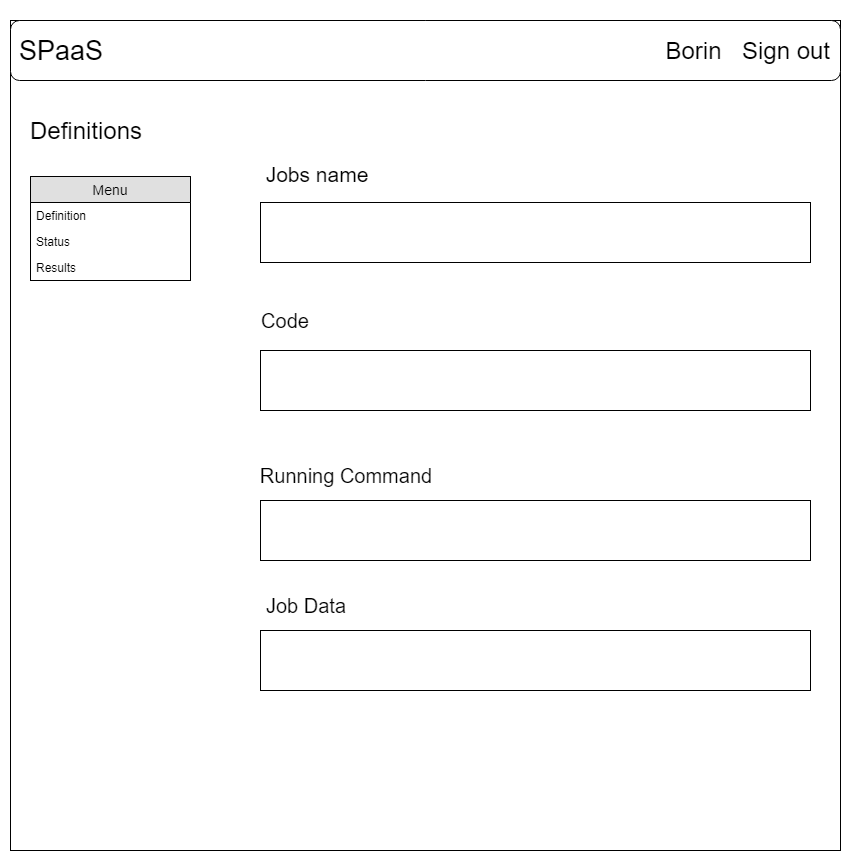 SPaaS
Borin Sign out
Definitions
Menu
Definition
Status
Results
Jobs name
Code
Running Command
Job Data